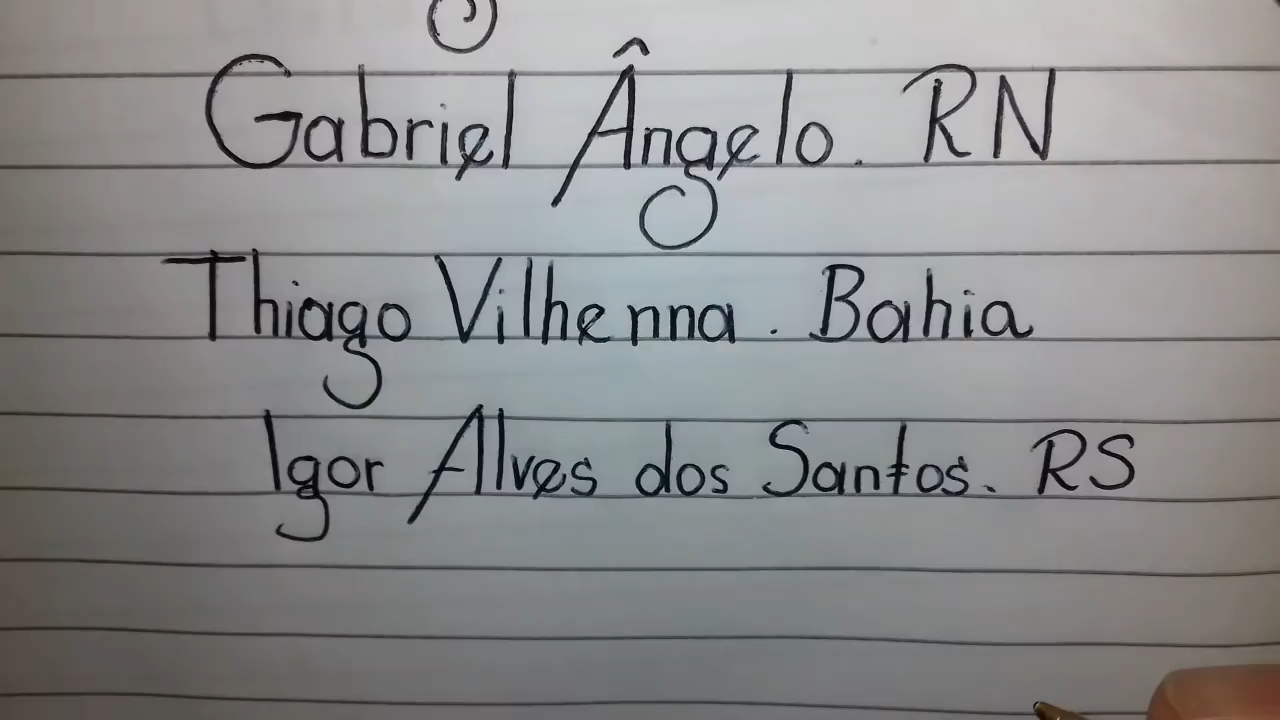 Gabriel Ângelo. RN
Thiago Vilhenna. Bahia
Igor Alves dos Santos. RS